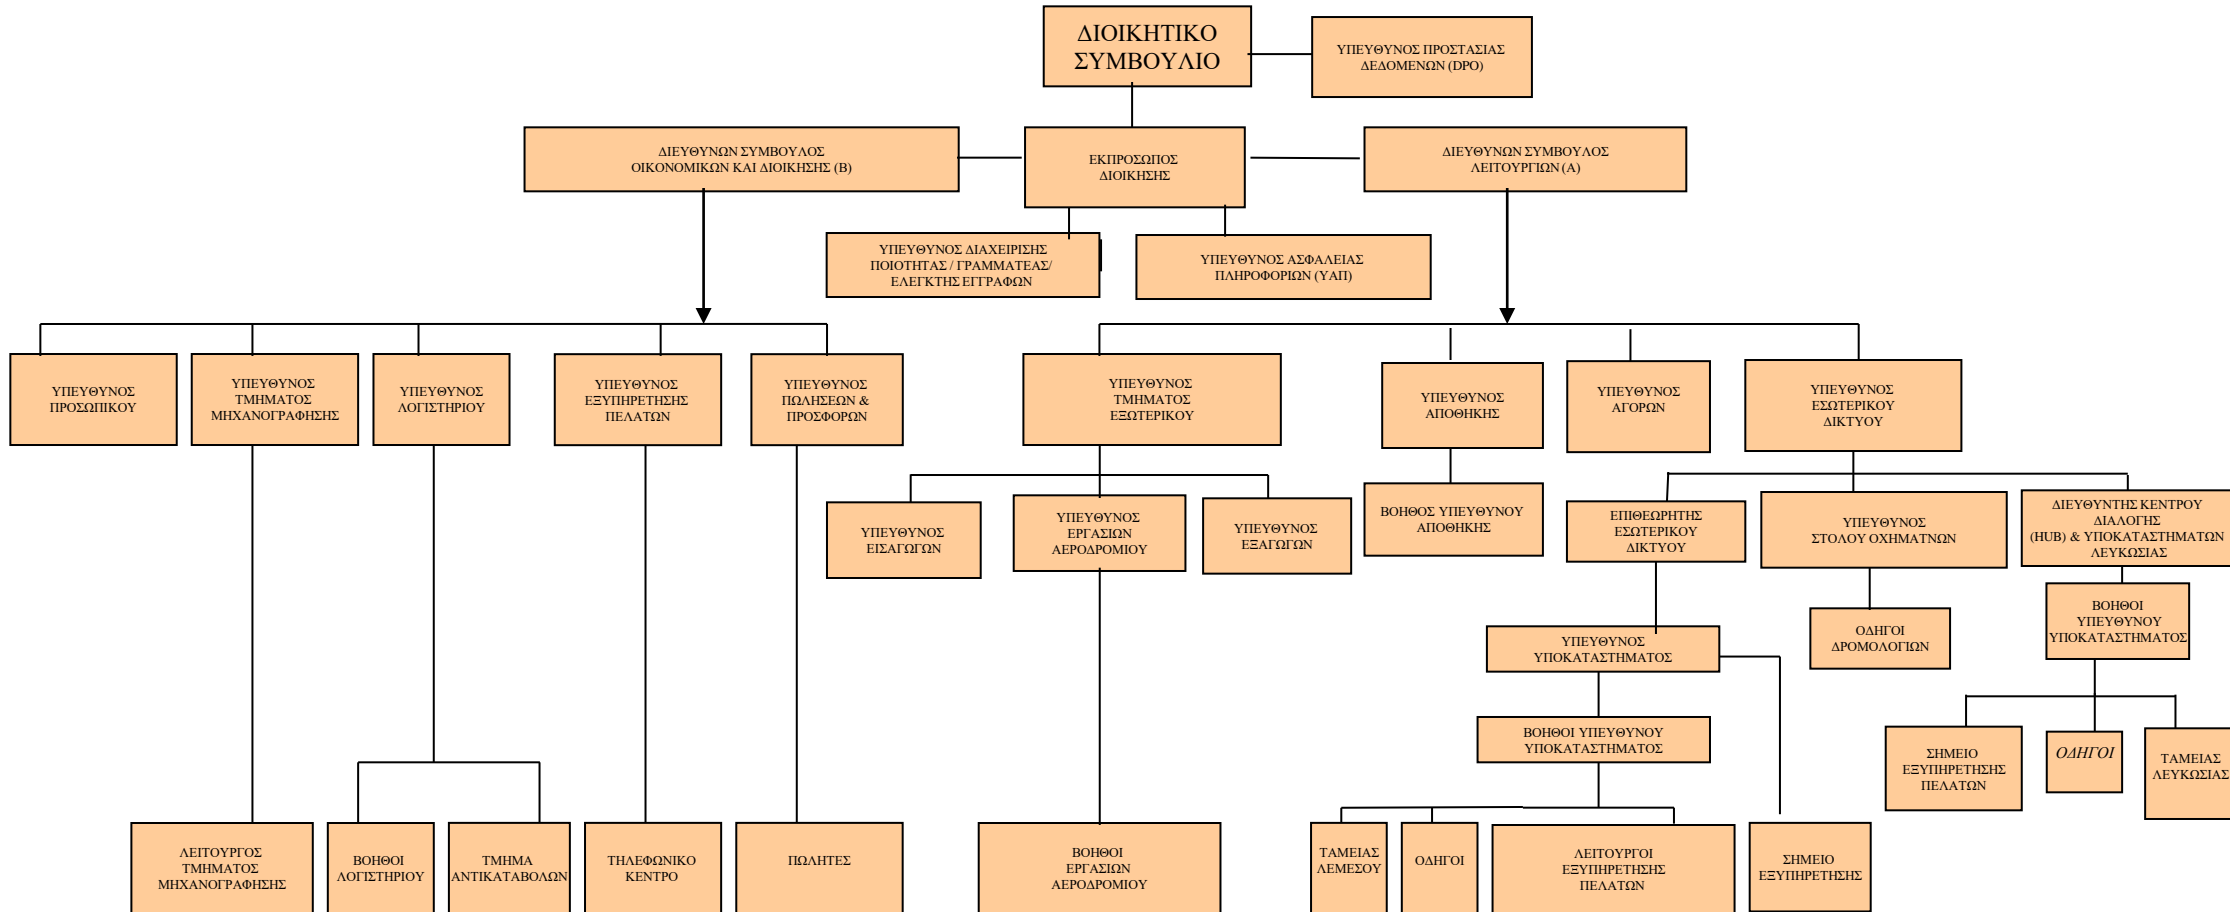 ΔΙΟΙΚΗΤΙΚΟ
ΣΥΜΒΟΥΛΙΟ
ΥΠΕΥΘΥΝΟΣ ΠΡΟΣΤΑΣΙΑΣ
ΔΕΔΟΜΕΝΩΝ (DPO)
ΔΙΕΥΘΥΝΩΝ ΣΥΜΒΟΥΛΟΣ
ΟΙΚΟΝΟΜΙΚΩΝ ΚΑΙ ΔΙΟΙΚΗΣΗΣ (Β)
ΕΚΠΡΟΣΩΠΟΣ
ΔΙΟΙΚΗΣΗΣ
ΔΙΕΥΘΥΝΩΝ ΣΥΜΒΟΥΛΟΣ
ΛΕΙΤΟΥΡΓΙΩΝ (Α)
ΥΠΕΥΘΥΝΟΣ ΔΙΑΧΕΙΡΙΣΗΣ
ΠΟΙΟΤΗΤΑΣ / ΓΡΑΜΜΑΤΕΑΣ/
ΕΛΕΓΚΤΗΣ ΕΓΓΡΑΦΩΝ
ΥΠΕΥΘΥΝΟΣ ΑΣΦΑΛΕΙΑΣ
ΠΛΗΡΟΦΟΡΙΩΝ (ΥΑΠ)
ΥΠΕΥΘΥΝΟΣ
ΠΡΟΣΩΠΙΚΟΥ
ΥΠΕΥΘΥΝΟΣ
ΤΜΗΜΑΤΟΣ
ΜΗΧΑΝΟΓΡΑΦΗΣΗΣ
ΥΠΕΥΘΥΝΟΣ
ΛΟΓΙΣΤΗΡΙΟΥ
ΥΠΕΥΘΥΝΟΣ
ΕΞΥΠΗΡΕΤΗΣΗΣ
ΠΕΛΑΤΩΝ
ΥΠΕΥΘΥΝΟΣ
ΠΩΛΗΣΕΩΝ &
ΠΡΟΣΦΟΡΩΝ
ΥΠΕΥΘΥΝΟΣ
ΤΜΗΜΑΤΟΣ
ΕΞΩΤΕΡΙΚΟΥ
ΥΠΕΥΘΥΝΟΣ
ΑΠΟΘΗΚΗΣ
ΥΠΕΥΘΥΝΟΣ
ΑΓΟΡΩΝ
ΥΠΕΥΘΥΝΟΣ
ΕΣΩΤΕΡΙΚΟΥ
ΔΙΚΤΥΟΥ
ΥΠΕΥΘΥΝΟΣ
ΕΙΣΑΓΩΓΩΝ
ΥΠΕΥΘΥΝΟΣ
ΕΡΓΑΣΙΩΝ
ΑΕΡΟΔΡΟΜΙΟΥ
ΥΠΕΥΘΥΝΟΣ
ΕΞΑΓΩΓΩΝ
ΒΟΗΘΟΣ ΥΠΕΥΘΥΝΟΥ
ΑΠΟΘΗΚΗΣ
ΕΠΙΘΕΩΡΗΤΗΣ
ΕΣΩΤΕΡΙΚΟΥ
ΔΙΚΤΥΟΥ
ΥΠΕΥΘΥΝΟΣ
ΣΤΟΛΟΥ ΟΧΗΜΑΤΝΩΝ
ΔΙΕΥΘΥΝΤΗΣ ΚΕΝΤΡΟΥ
ΔΙΑΛΟΓΗΣ
(HUB) & ΥΠΟΚΑΤΑΣΤΗΜΑΤΩΝ
ΛΕΥΚΩΣΙΑΣ
ΥΠΕΥΘΥΝΟΣ
ΥΠΟΚΑΤΑΣΤΗΜΑΤΟΣ
ΟΔΗΓΟΙ
ΔΡΟΜΟΛΟΓΙΩΝ
ΒΟΗΘΟΙ
ΥΠΕΥΘΥΝΟΥ
ΥΠΟΚΑΤΑΣΤΗΜΑΤΟΣ
ΒΟΗΘΟΙ ΥΠΕΥΘΥΝΟΥ
ΥΠΟΚΑΤΑΣΤΗΜΑΤΟΣ
ΣΗΜΕΙΟ
ΕΞΥΠΗΡΕΤΗΣΗΣ
ΠΕΛΑΤΩΝ
ΟΔΗΓΟΙ
ΤΑΜΕΙΑΣ
ΛΕΥΚΩΣΙΑΣ
ΛΕΙΤΟΥΡΓΟΣ
ΤΜΗΜΑΤΟΣ
ΜΗΧΑΝΟΓΡΑΦΗΣΗΣ
ΒΟΗΘΟΙ
ΛΟΓΙΣΤΗΡΙΟΥ
ΤΜΗΜΑ
ΑΝΤΙΚΑΤΑΒΟΛΩΝ
ΤΗΛΕΦΩΝΙΚΟ
ΚΕΝΤΡΟ
ΠΩΛΗΤΕΣ
ΒΟΗΘΟΙ
ΕΡΓΑΣΙΩΝ
ΑΕΡΟΔΡΟΜΙΟΥ
ΤΑΜΕΙΑΣ
ΛΕΜΕΣΟΥ
ΟΔΗΓΟΙ
ΛΕΙΤΟΥΡΓΟΙ
ΕΞΥΠΗΡΕΤΗΣΗΣ
ΠΕΛΑΤΩΝ
ΣΗΜΕΙΟ
ΕΞΥΠΗΡΕΤΗΣΗΣ